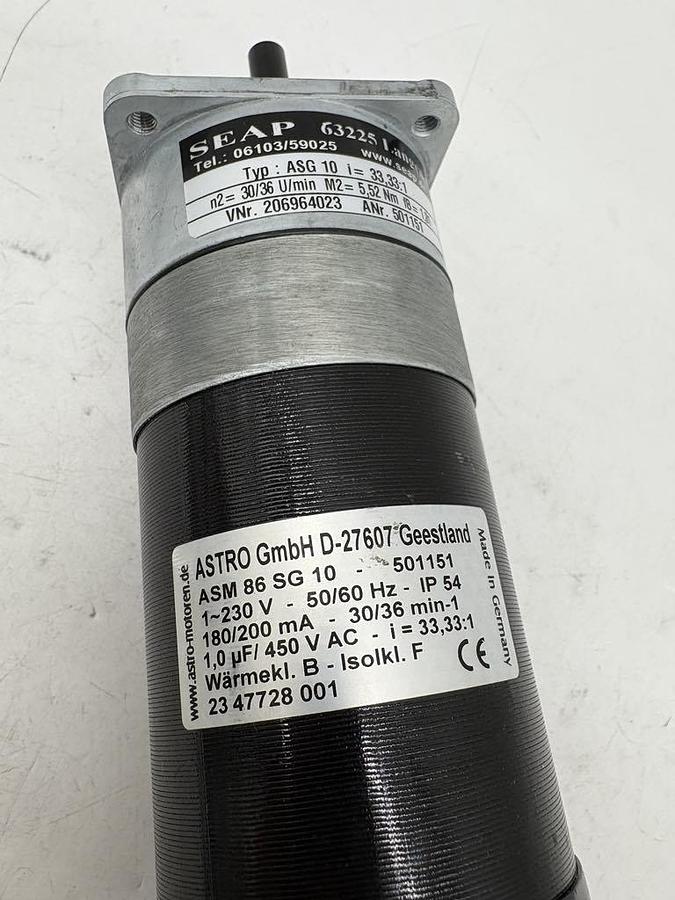 SEAP 63225
Tel.: 06103/59025 www.seap
Typ : ASG 10 i = 33,33:1
n2= 30/36 U/min M2= 5,52 Nm fB=
VNr. 206964023 ANr. 501151
ASTRO GmbH D-27607 Geestland
ASM 86 SG 10 - 501151
1~230 V - 50/60 Hz - IP 54
180/200 mA - 30/36 min-1
1,0 µF/ 450 V AC - i = 33,33:1
Wärmekl. B - Isolkl. F
23 47728 001
CE
www.astro-motoren.de
Made in Germany